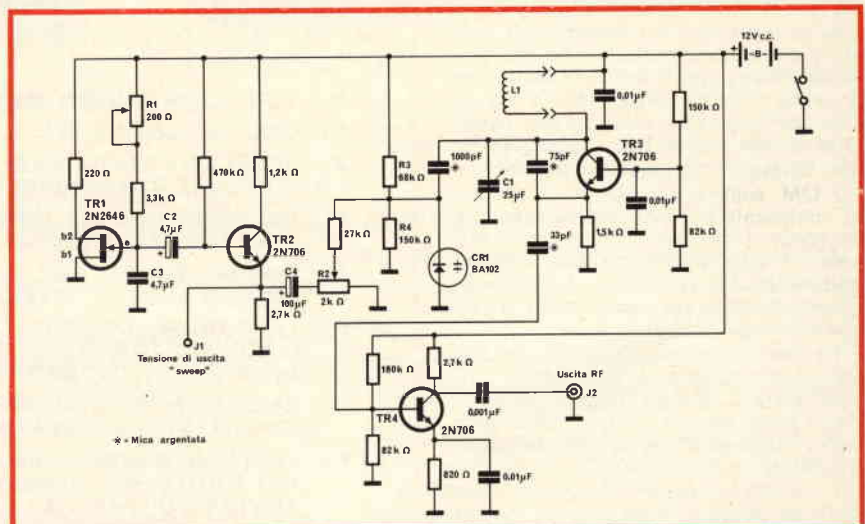 12V c.c.
+ -B-
R1
200 Ω
220 Ω
3,3k Ω
TR1
2N2646
b2
b1
e
C2
4,7µF
+
C3
4,7µF
470k Ω
1,2k Ω
TR2
2N706
2,7k Ω
J1
Tensione di uscita
"sweep"
C4
+
100µF
R2
2k Ω
27k Ω
R3
68k Ω
R4
150k Ω
1000pF
*
C1
25µF
CR1
BA102
L1
0,01µF
75pF
*
33pF
*
TR3
2N706
1,5k Ω
0,01µF
150k Ω
82k Ω
180k Ω
2,7k Ω
TR4
2N706
82k Ω
820 Ω
0,01µF
0,001µF
Uscita RF
J2
* = Mica argentata